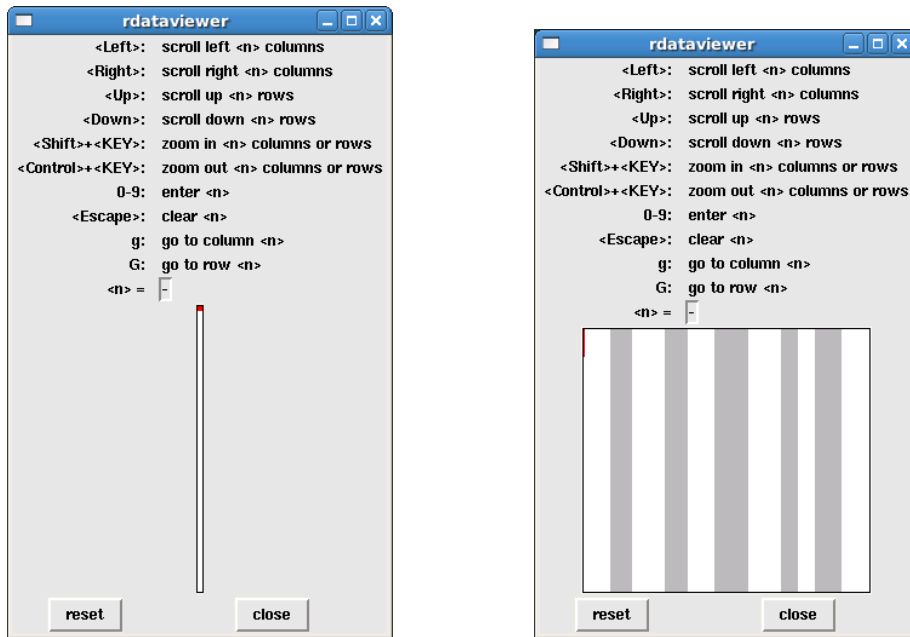 rdataviewer
<Left>: scroll left <n> columns
<Right>: scroll right <n> columns
<Up>: scroll up <n> rows
<Down>: scroll down <n> rows
<Shift>+<KEY>: zoom in <n> columns or rows
<Control>+<KEY>: zoom out <n> columns or rows
0-9: enter <n>
<Escape>: clear <n>
g: go to column <n>
G: go to row <n>
<n> = -
reset close
rdataviewer
<Left>: scroll left <n> columns
<Right>: scroll right <n> columns
<Up>: scroll up <n> rows
<Down>: scroll down <n> rows
<Shift>+<KEY>: zoom in <n> columns or rows
<Control>+<KEY>: zoom out <n> columns or rows
0-9: enter <n>
<Escape>: clear <n>
g: go to column <n>
G: go to row <n>
<n> = -
reset close